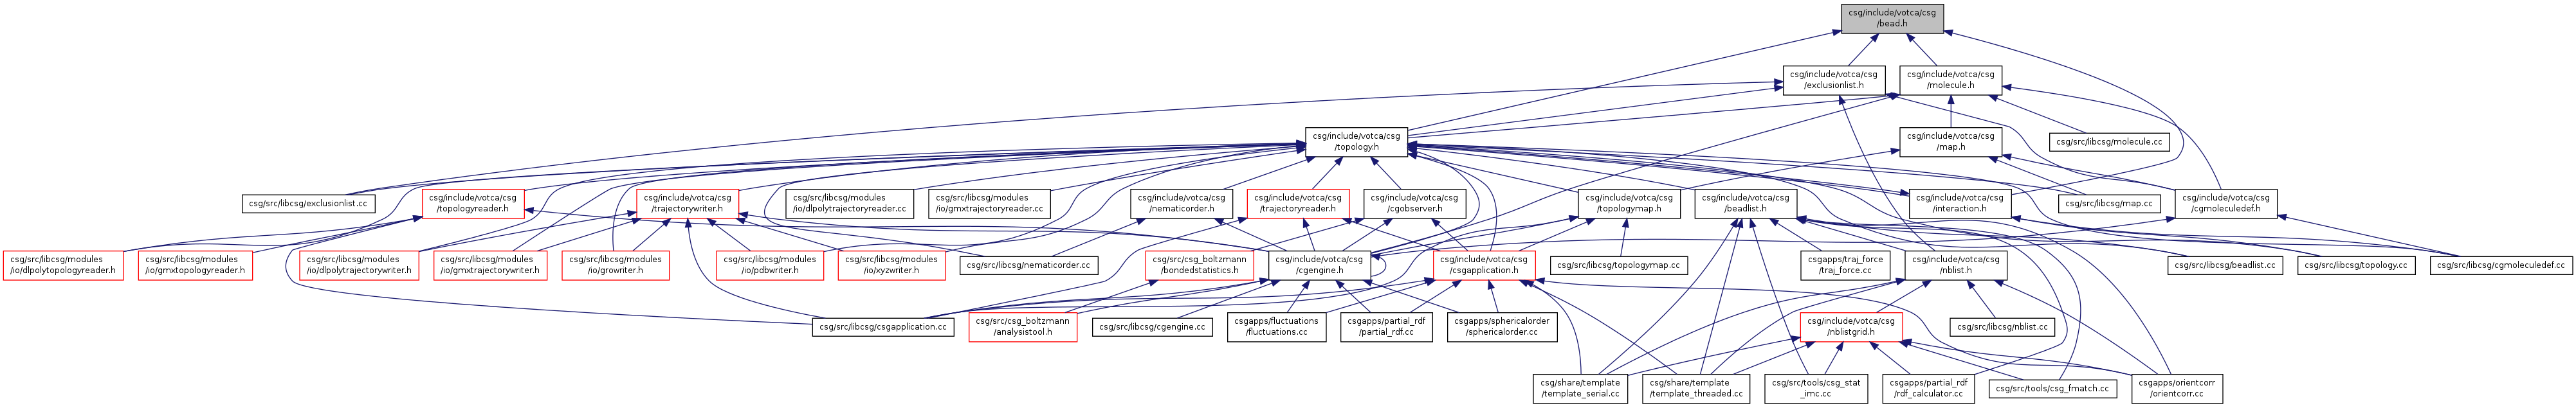 csg/include/votca/csg
/bead.h
csg/include/votca/csg
/exclusionlist.h
csg/include/votca/csg
/molecule.h
csg/include/votca/csg
/topology.h
csg/include/votca/csg
/map.h
csg/src/libcsg/molecule.cc
csg/src/libcsg/exclusionlist.cc
csg/include/votca/csg
/topologyreader.h
csg/include/votca/csg
/trajectorywriter.h
csg/src/libcsg/modules
/io/dlpolytrajectoryreader.cc
csg/src/libcsg/modules
/io/gmxtrajectoryreader.cc
csg/include/votca/csg
/nematicorder.h
csg/include/votca/csg
/trajectoryreader.h
csg/include/votca/csg
/cgobserver.h
csg/include/votca/csg
/topologymap.h
csg/include/votca/csg
/beadlist.h
csg/include/votca/csg
/interaction.h
csg/src/libcsg/map.cc
csg/include/votca/csg
/cgmoleculedef.h
csg/src/libcsg/modules
/io/dlpolytopologyreader.h
csg/src/libcsg/modules
/io/gmxtopologyreader.h
csg/src/libcsg/modules
/io/dlpolytrajectorywriter.h
csg/src/libcsg/modules
/io/gmxtrajectorywriter.h
csg/src/libcsg/modules
/io/growriter.h
csg/src/libcsg/modules
/io/pdbwriter.h
csg/src/libcsg/modules
/io/xyzwriter.h
csg/src/libcsg/nematicorder.cc
csg/src/csg_boltzmann
/bondedstatistics.h
csg/include/votca/csg
/cgengine.h
csg/include/votca/csg
/csgapplication.h
csg/src/libcsg/topologymap.cc
csgapps/traj_force
/traj_force.cc
csg/include/votca/csg
/nblist.h
csg/src/libcsg/beadlist.cc
csg/src/libcsg/topology.cc
csg/src/libcsg/cgmoleculedef.cc
csg/src/libcsg/csgapplication.cc
csg/src/csg_boltzmann
/analysistool.h
csg/src/libcsg/cgengine.cc
csgapps/fluctuations
/fluctuations.cc
csgapps/partial_rdf
/partial_rdf.cc
csgapps/sphericalorder
/sphericalorder.cc
csg/include/votca/csg
/nblistgrid.h
csg/src/libcsg/nblist.cc
csg/share/template
/template_serial.cc
csg/share/template
/template_threaded.cc
csg/src/tools/csg_stat
_imc.cc
csgapps/partial_rdf
/rdf_calculator.cc
csg/src/tools/csg_fmatch.cc
csgapps/orientcorr
/orientcorr.cc